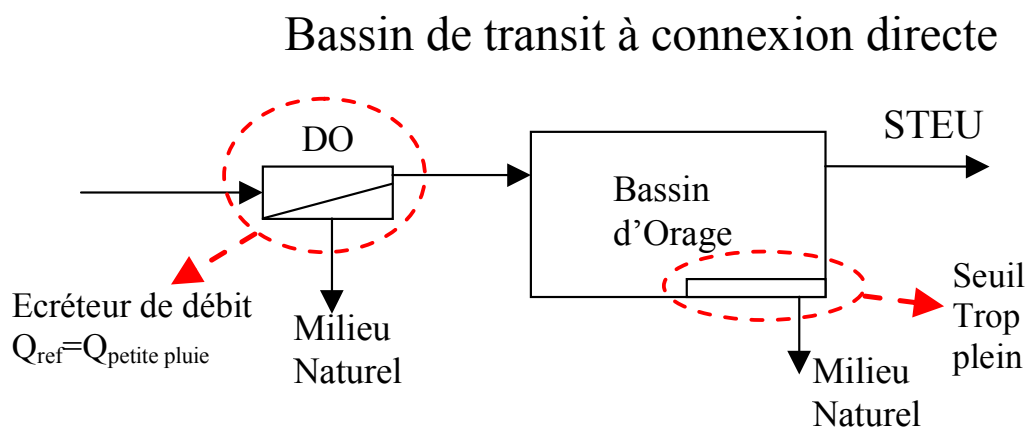 Bassin de transit à connexion directe
DO
STEU
Bassin
d’Orage
Ecréteur de débit
Qref=Qpetite pluie
Milieu
Naturel
Seuil
Trop
plein
Milieu
Naturel